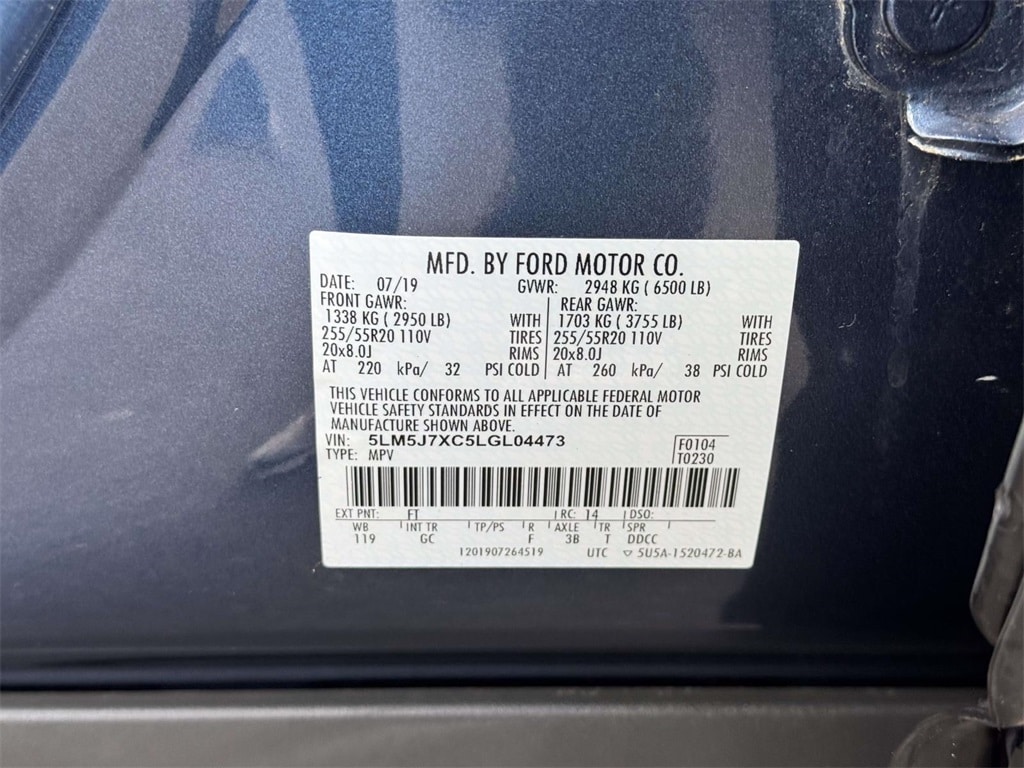 MFD. BY FORD MOTOR CO.
DATE: 07/19 GVWR: 2948 KG ( 6500 LB)
FRONT GAWR: REAR GAWR:
1338 KG ( 2950 LB) WITH 1703 KG ( 3755 LB) WITH
255/55R20 110V TIRES 255/55R20 110V TIRES
20x8.0J RIMS 20x8.0J RIMS
AT 220 kPa/ 32 PSI COLD AT 260 kPa/ 38 PSI COLD
THIS VEHICLE CONFORMS TO ALL APPLICABLE FEDERAL MOTOR
VEHICLE SAFETY STANDARDS IN EFFECT ON THE DATE OF
MANUFACTURE SHOWN ABOVE.
VIN: 5LM5J7XC5LGL04473 F0104
TYPE: MPV T0230
EXT PNT: FT RC: 14 DSO:
WB INT TR TP/PS R AXLE TR SPR
119 GC F 3B T DDCC
1201907264519 UTC ▽ 5U5A-1520472-BA